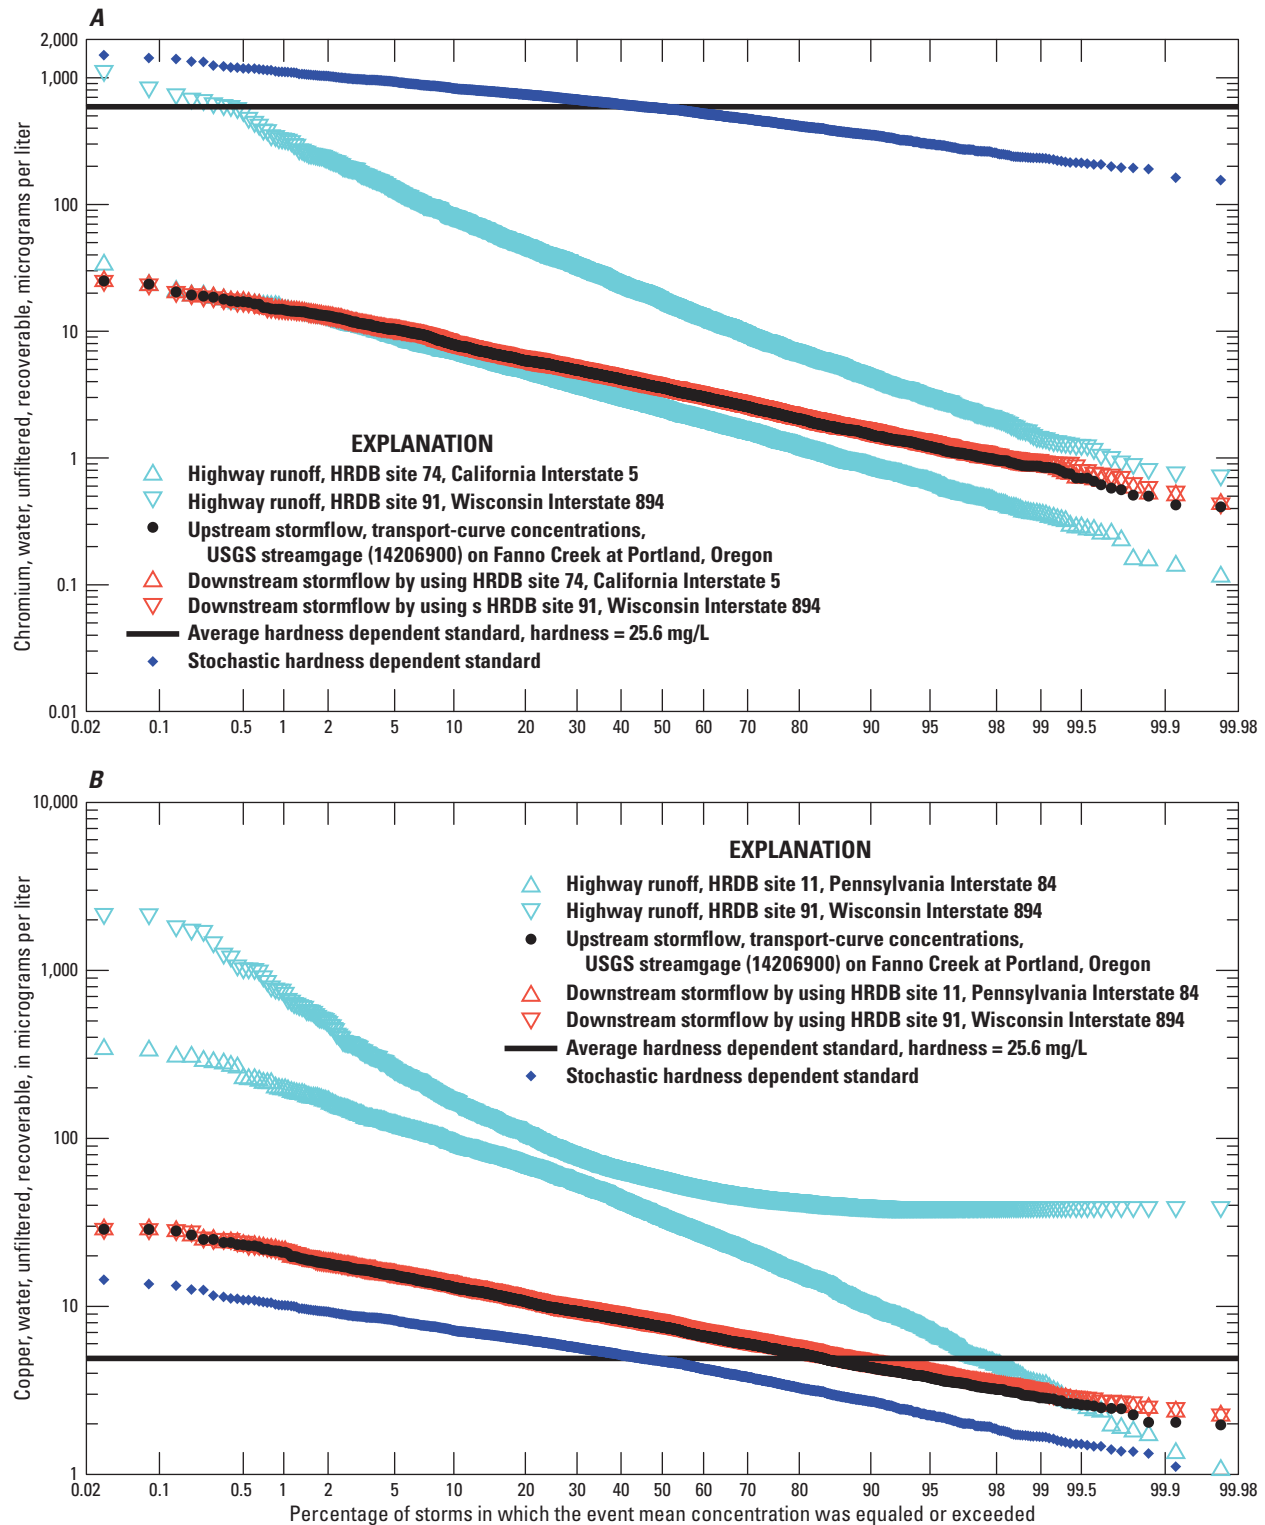 A
Chromium, water, unfiltered, recoverable, micrograms per liter
2,000
1,000
100
10
1
0.1
0.01
EXPLANATION
Highway runoff, HRDB site 74, California Interstate 5
Highway runoff, HRDB site 91, Wisconsin Interstate 894
Upstream stormflow, transport-curve concentrations,
USGS streamgage (14206900) on Fanno Creek at Portland, Oregon
Downstream stormflow by using HRDB site 74, California Interstate 5
Downstream stormflow by using s HRDB site 91, Wisconsin Interstate 894
Average hardness dependent standard, hardness = 25.6 mg/L
Stochastic hardness dependent standard
0.02 0.1 0.5 1 2 5 10 20 30 40 50 60 70 80 90 95 98 99 99.5 99.9 99.98
B
Copper, water, unfiltered, recoverable, in micrograms per liter
10,000
1,000
100
10
1
EXPLANATION
Highway runoff, HRDB site 11, Pennsylvania Interstate 84
Highway runoff, HRDB site 91, Wisconsin Interstate 894
Upstream stormflow, transport-curve concentrations,
USGS streamgage (14206900) on Fanno Creek at Portland, Oregon
Downstream stormflow by using HRDB site 11, Pennsylvania Interstate 84
Downstream stormflow by using HRDB site 91, Wisconsin Interstate 894
Average hardness dependent standard, hardness = 25.6 mg/L
Stochastic hardness dependent standard
0.02 0.1 0.5 1 2 5 10 20 30 40 50 60 70 80 90 95 98 99 99.5 99.9 99.98
Percentage of storms in which the event mean concentration was equaled or exceeded